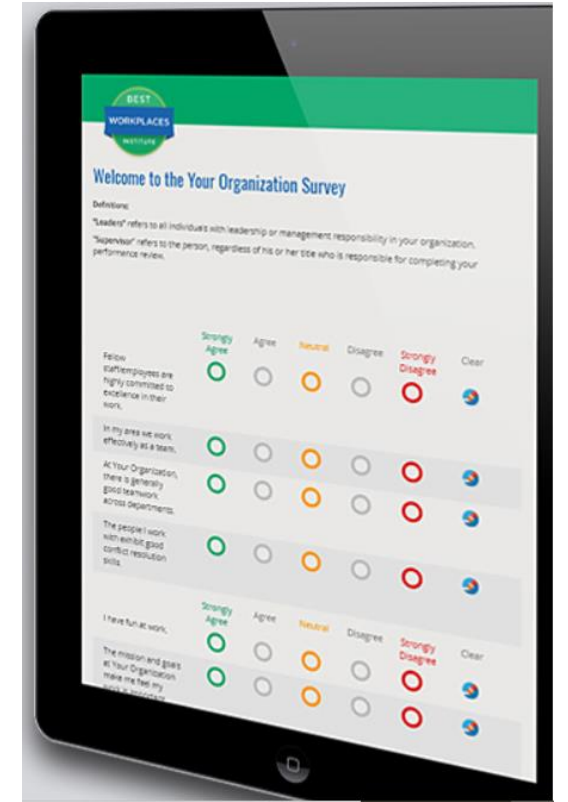 BEST
WORKPLACES
INSTITUTE
Welcome to the Your Organization Survey
Definitions:
"Leaders" refers to all individuals with leadership or management responsibility in your organization.
"Supervisor" refers to the person, regardless of his or her title who is responsible for completing your
performance review.
Strongly
Agree
Agree
Neutral
Disagree
Strongly
Disagree
Clear
Fellow
staff/employees are
highly committed to
excellence in their
work.
In my area we work
effectively as a team.
At Your Organization,
there is generally
good teamwork
across departments.
The people I work
with exhibit good
conflict resolution
skills.
Strongly
Agree
Agree
Neutral
Disagree
Strongly
Disagree
Clear
I have fun at work.
The mission and goals
at Your Organization
make me feel my
work is important